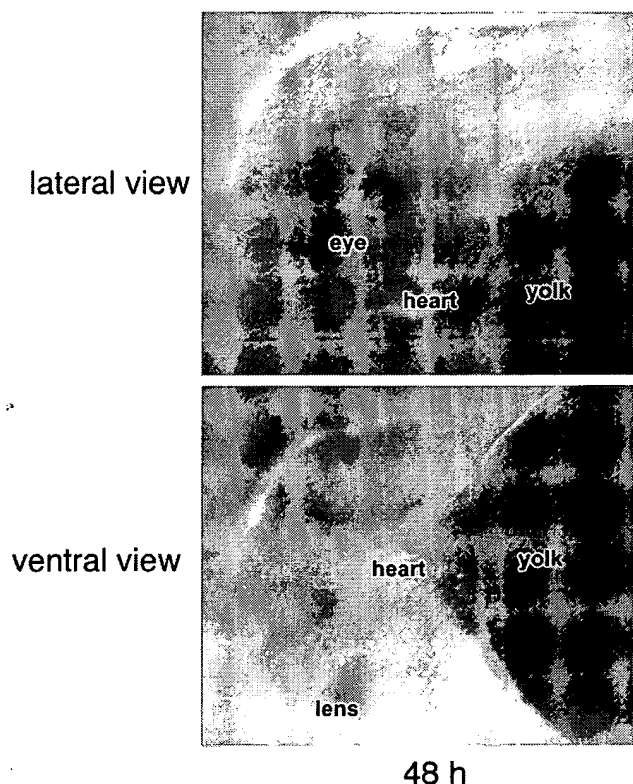 lateral view
eye
heart
yolk
ventral view
heart
yolk
lens
48 h